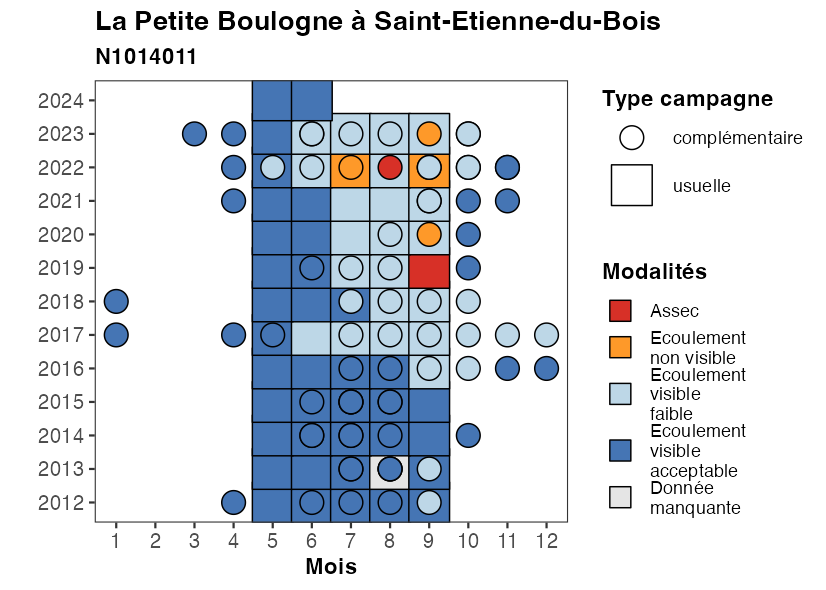 La Petite Boulogne à Saint-Etienne-du-Bois
N1014011
2024
2023
2022
2021
2020
2019
2018
2017
2016
2015
2014
2013
2012
1 2 3 4 5 6 7 8 9 10 11 12
Mois
Type campagne
complémentaire
usuelle
Modalités
Assec
Ecoulement
non visible
Ecoulement
visible
faible
Ecoulement
visible
acceptable
Donnée
manquante